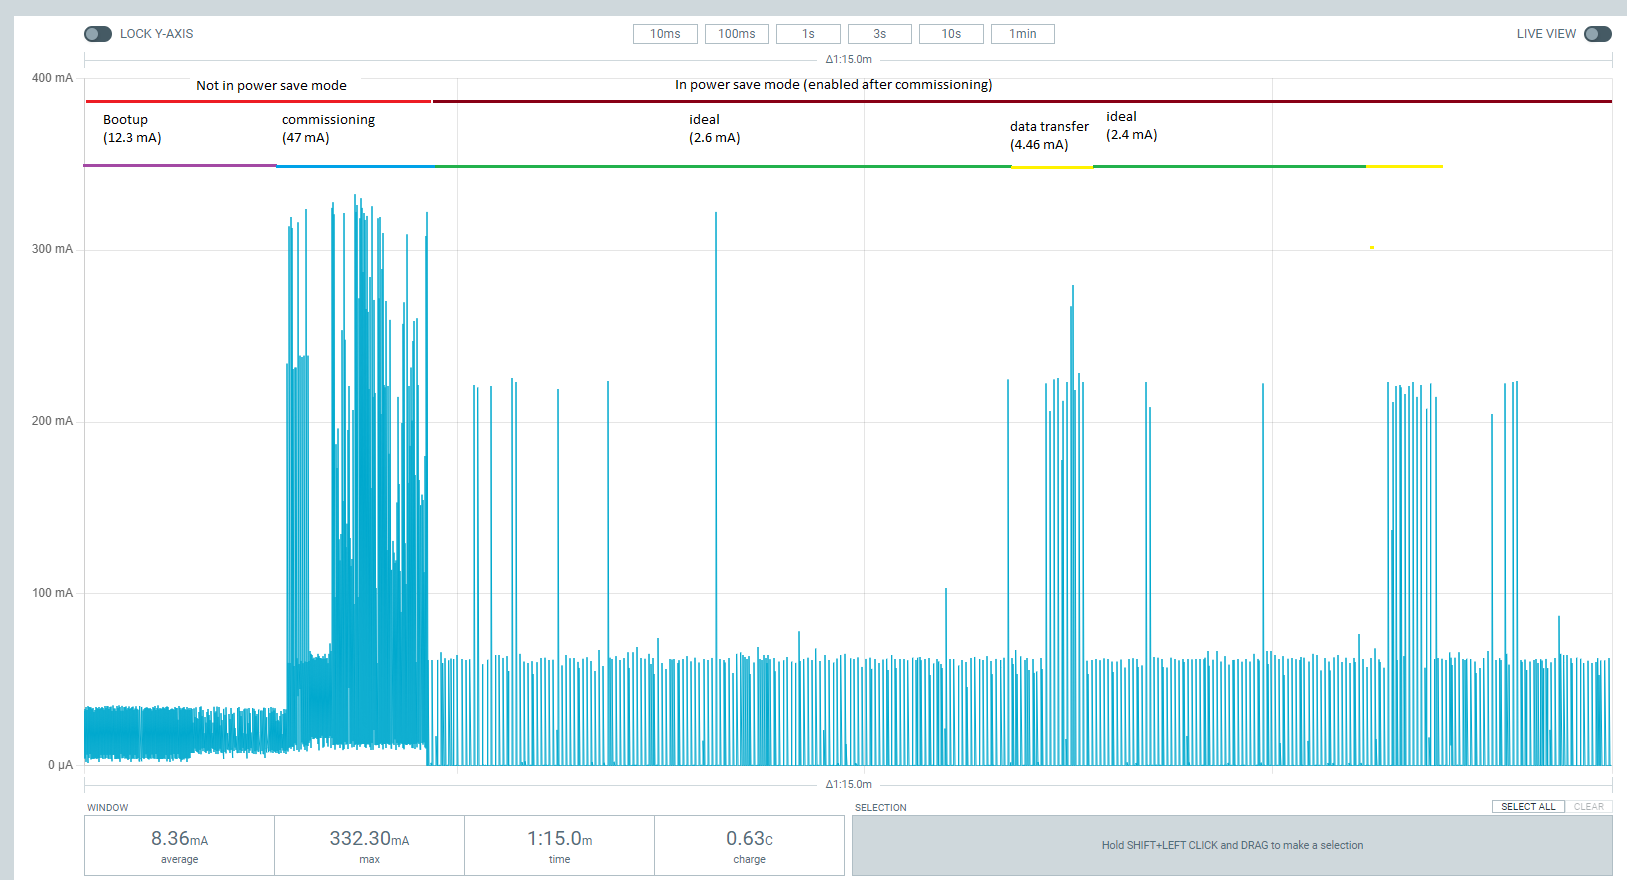 LOCK Y-AXIS
10ms
100ms
1s
3s
10s
1min
LIVE VIEW
Δ1:15.0m
400 mA
Not in power save mode
In power save mode (enabled after commissioning)
Bootup
(12.3 mA)
commissioning
(47 mA)
ideal
(2.6 mA)
data transfer
(4.46 mA)
ideal
(2.4 mA)
300 mA
200 mA
100 mA
0 µA
Δ1:15.0m
WINDOW
8.36mA
average
332.30mA
max
1:15.0m
time
0.63C
charge
SELECTION
SELECT ALL
CLEAR
Hold SHIFT+LEFT CLICK and DRAG to make a selection